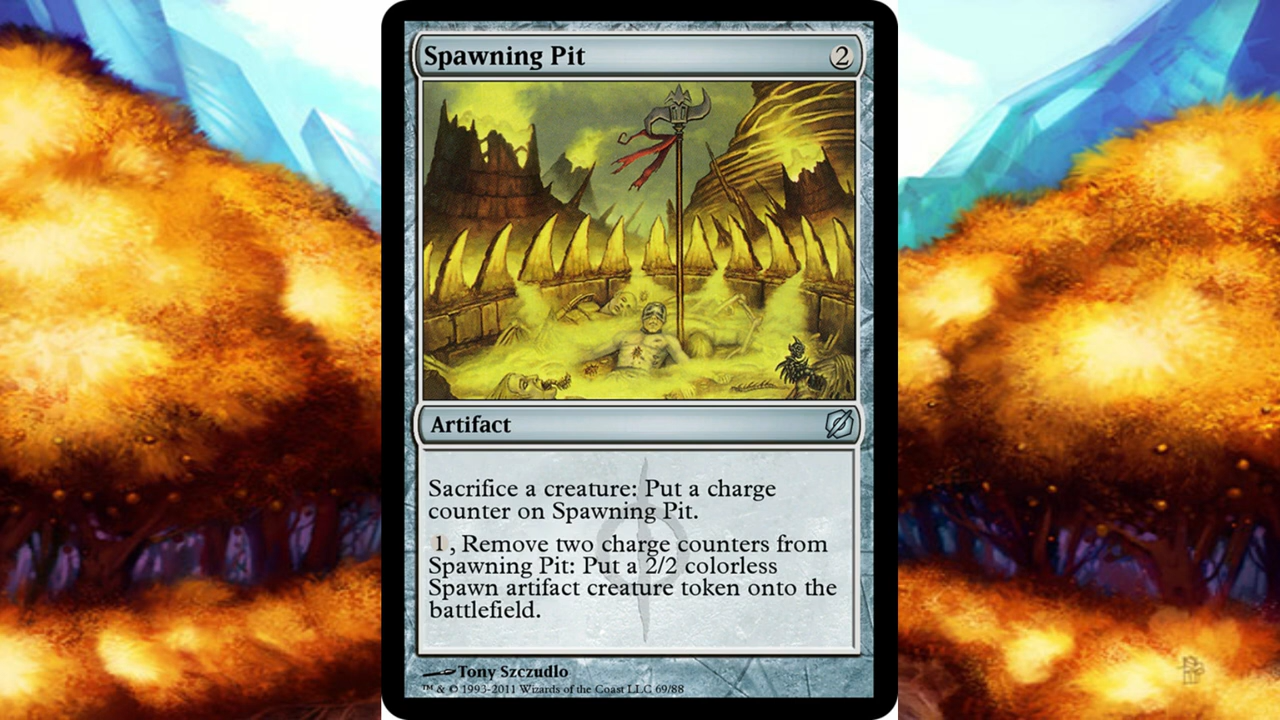 Spawning Pit 2
Artifact
Sacrifice a creature: Put a charge
counter on Spawning Pit.
1, Remove two charge counters from
Spawning Pit: Put a 2/2 colorless
Spawn artifact creature token onto the
battlefield.
Tony Szczudlo
™ & © 1993-2011 Wizards of the Coast LLC 69/88